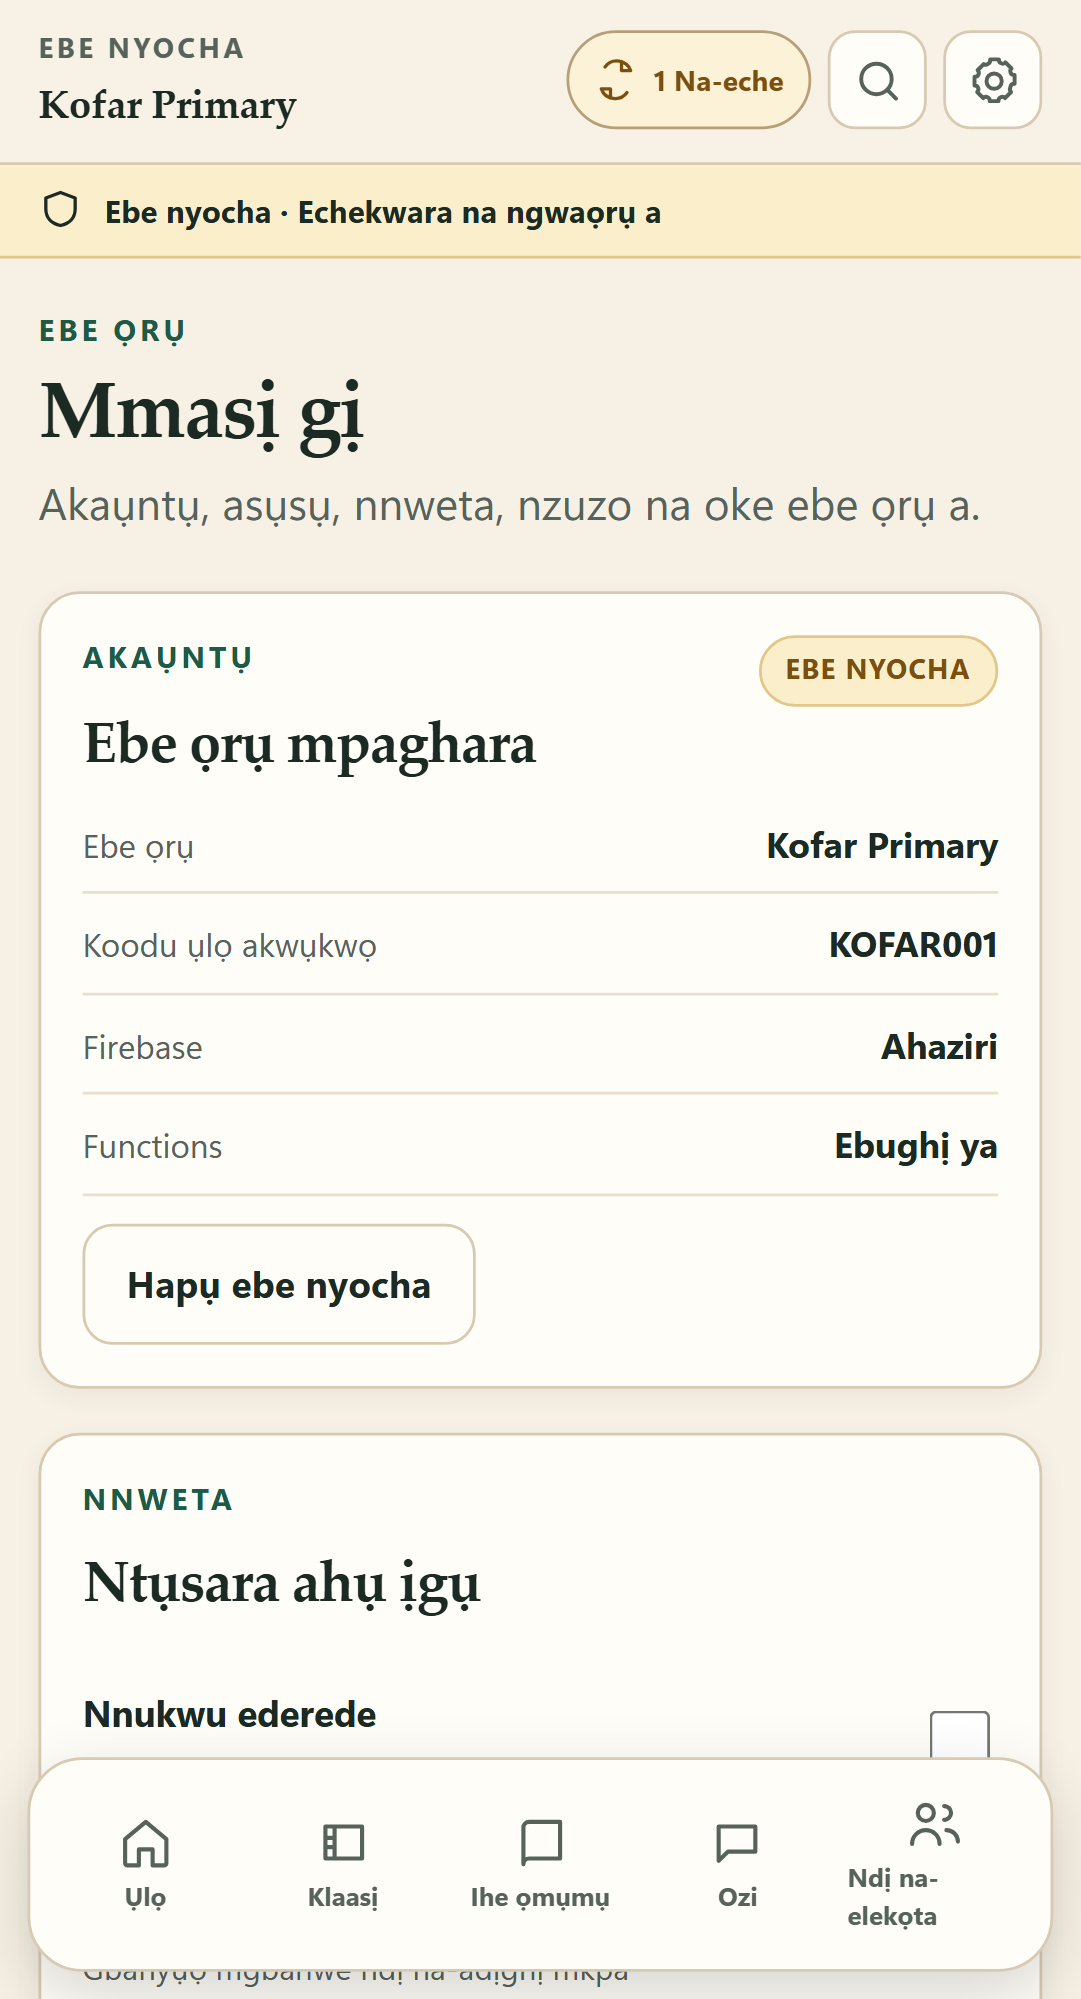 EBE NYOCHA
Kofar Primary
1 Na-eche
Ebe nyocha · Echekwara na ngwaọrụ a
EBE ỌRỤ
Mmasị gị
Akaụntụ, asụsụ, nnweta, nzuzo na oke ebe ọrụ a.
AKAỤNTỤ
EBE NYOCHA
Ebe ọrụ mpaghara
Ebe ọrụ
Kofar Primary
Koodu ụlọ akwụkwọ
KOFAR001
Firebase
Ahaziri
Functions
Ebughị ya
Hapụ ebe nyocha
NNWETA
Ntụsara ahụ ịgụ
Nnukwu ederede
Ụlọ
Klaasị
Ihe ọmụmụ
Ozi
Ndị na-
elekọta